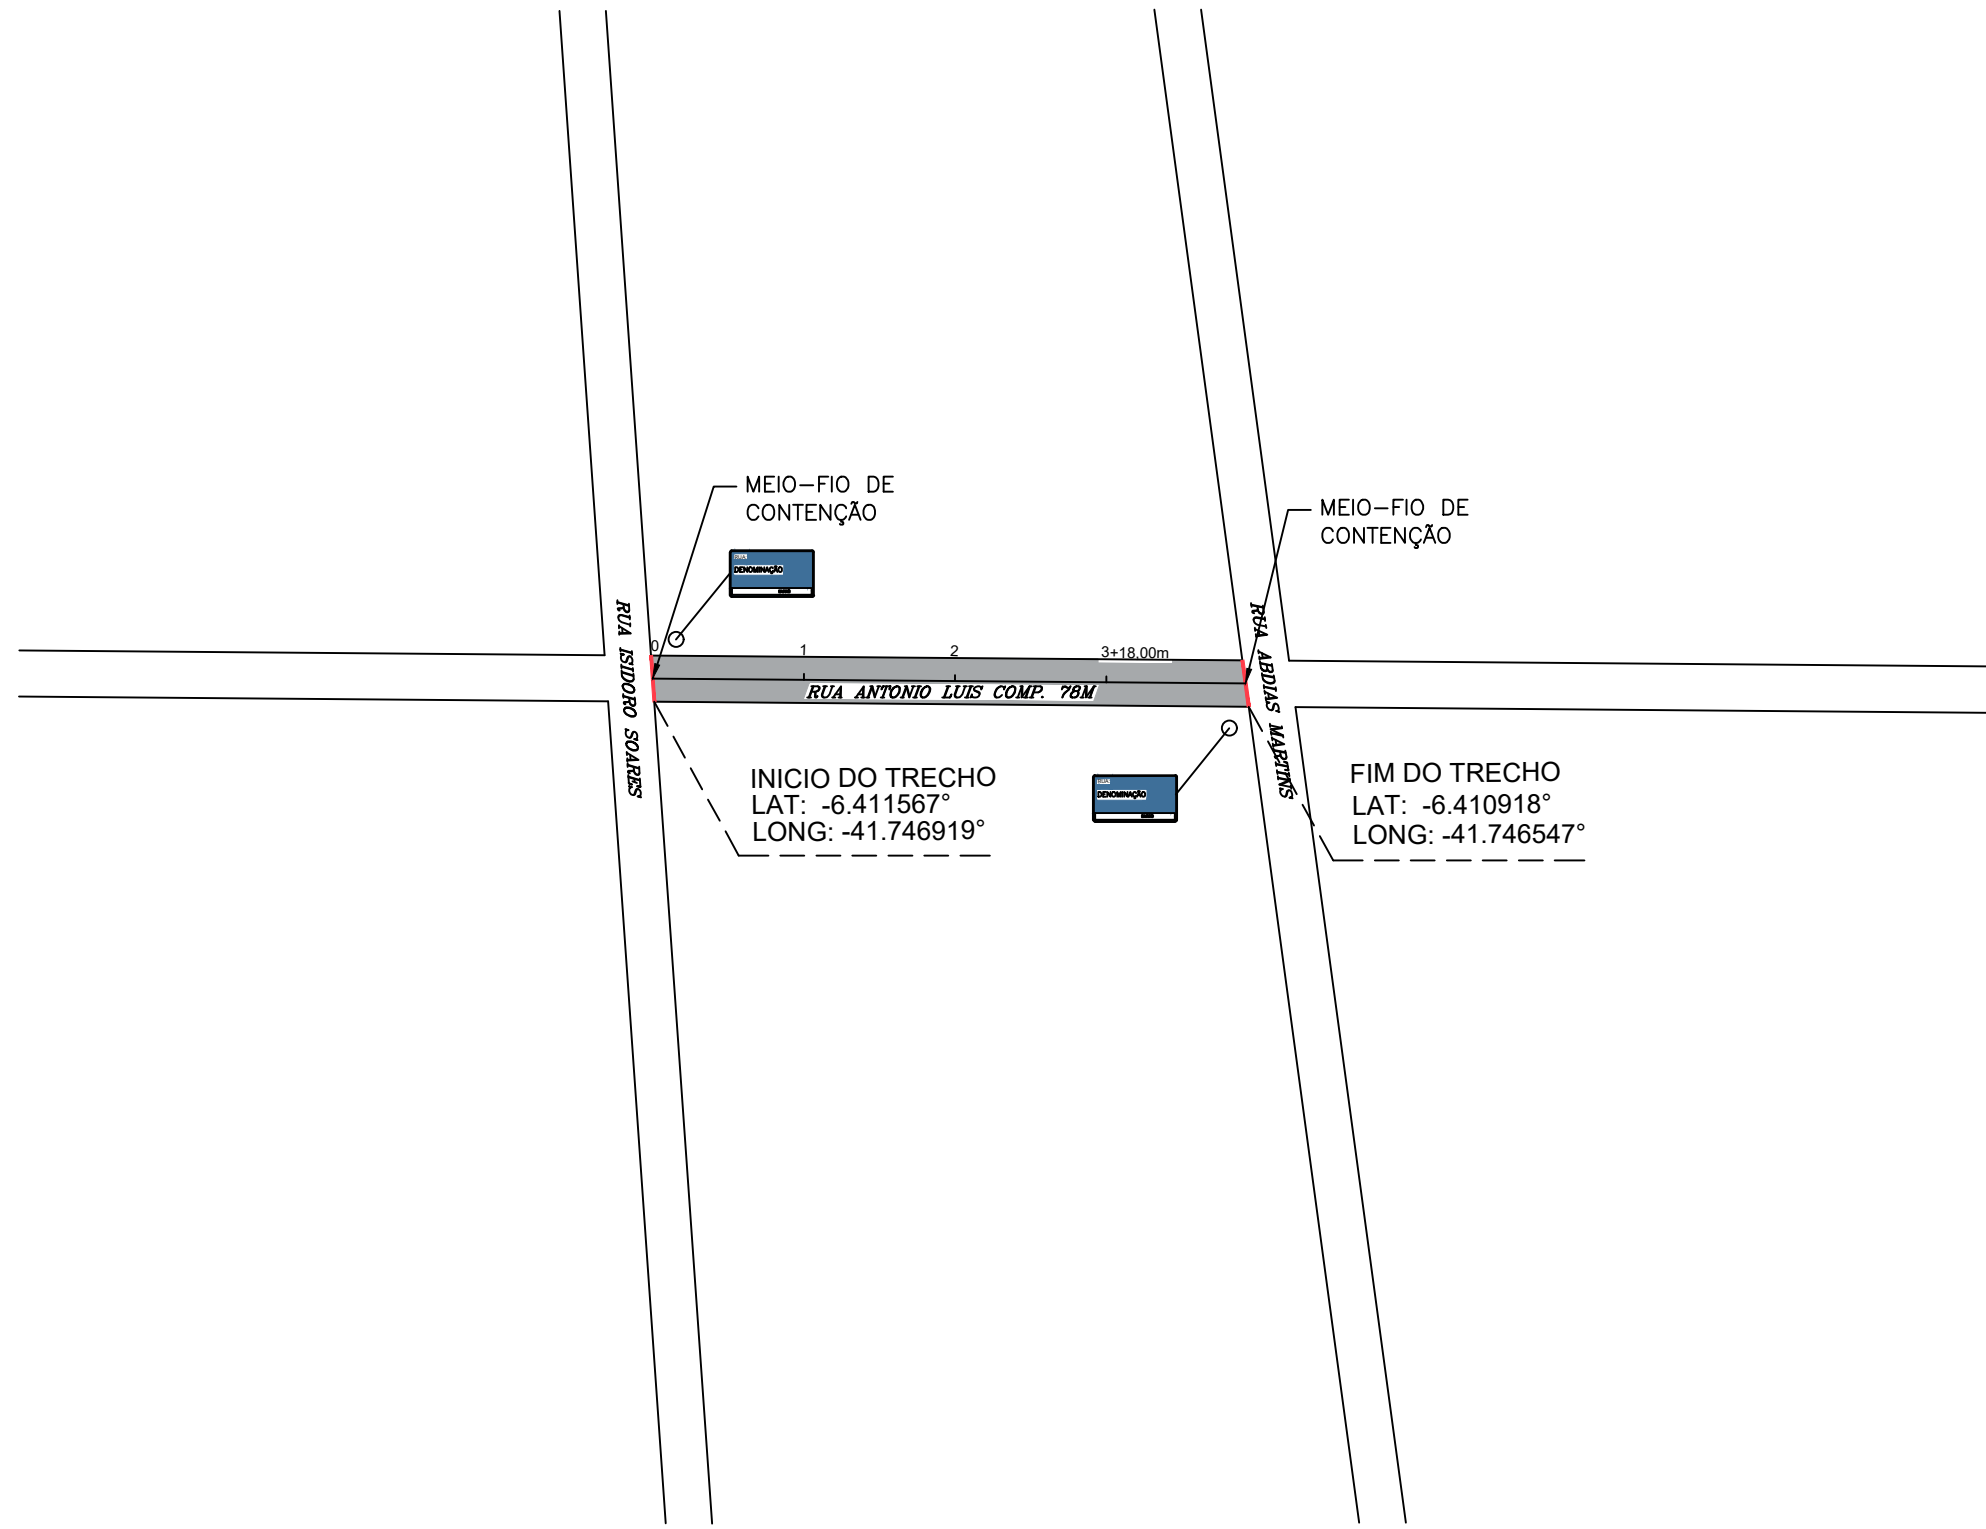 MEIO-FIO DE
CONTENÇÃO
MEIO-FIO DE
CONTENÇÃO
RUA
DENOMINAÇÃO
RUA ISIDORO SOARES
0
1
2
3+18,00m
RUA ANTONIO LUIS COMP. 78M
RUA ABDIAS MARTINS
INICIO DO TRECHO
LAT: -6.411567°
LONG: -41.746919°
RUA
DENOMINAÇÃO
FIM DO TRECHO
LAT: -6.410918°
LONG: -41.746547°